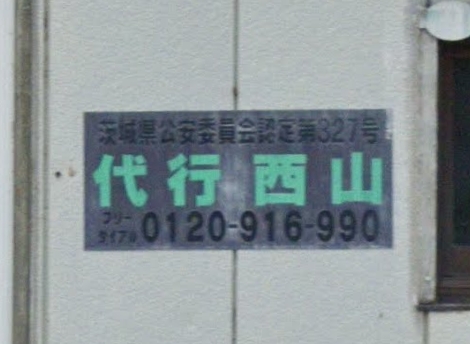 茨城県公安委員会認定第327号
代行西山
フリーダイアル 0120-916-990